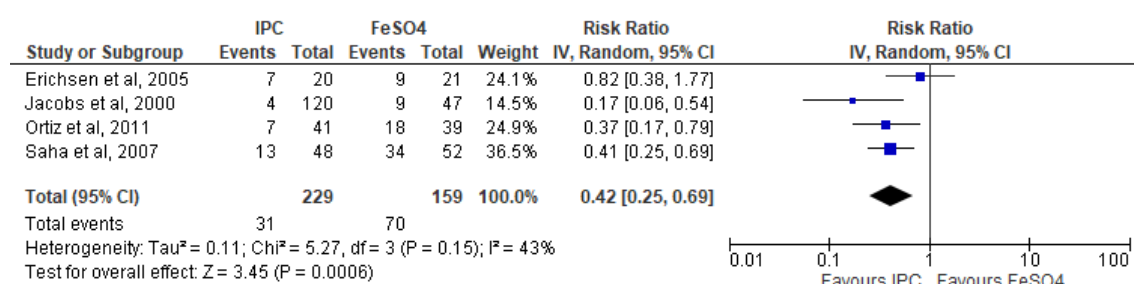 IPC FeSO4 Risk Ratio Risk Ratio
Study or Subgroup Events Total Events Total Weight IV, Random, 95% CI IV, Random, 95% CI
Erichsen et al, 2005 7 20 9 21 24.1% 0.82 [0.38, 1.77]
Jacobs et al, 2000 4 120 9 47 14.5% 0.17 [0.06, 0.54]
Ortiz et al, 2011 7 41 18 39 24.9% 0.37 [0.17, 0.79]
Saha et al, 2007 13 48 34 52 36.5% 0.41 [0.25, 0.69]
Total (95% CI) 229 159 100.0% 0.42 [0.25, 0.69]
Total events 31 70
Heterogeneity: Tau² = 0.11; Chi² = 5.27, df = 3 (P = 0.15); I² = 43%
Test for overall effect: Z = 3.45 (P = 0.0006)
0.01 0.1 1 10 100
Favours IPC Favours FeSO4